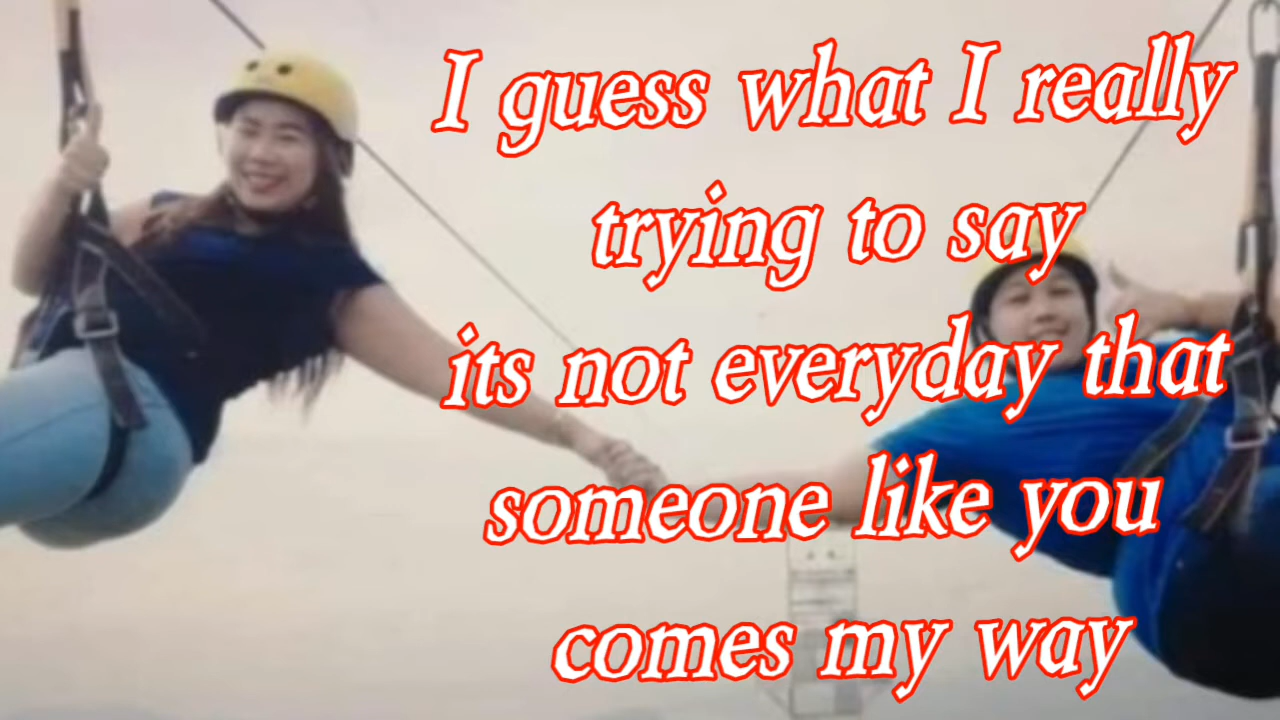 I guess what I really
trying to say
its not everyday that
someone like you
comes my way